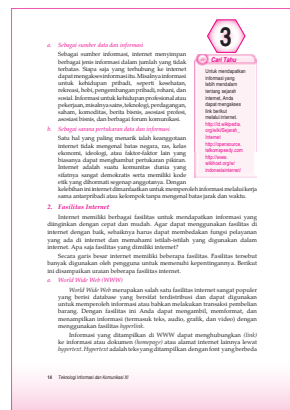 3
a. Sebagai sumber data dan informasi
Sebagai sumber informasi, internet menyimpan
berbagai jenis informasi dalam jumlah yang tidak
terbatas. Siapa saja yang terhubung ke internet
dapat mengakses informasi itu. Misalnya informasi
untuk kehidupan pribadi, seperti kesehatan,
rekreasi, hobi, pengembangan pribadi, rohani, dan
sosial. Informasi untuk kehidupan profesional atau
pekerjaan, misalnya sains, teknologi, perdagangan,
saham, komoditas, berita bisnis, asosiasi profesi,
asosiasi bisnis, dan berbagai forum komunikasi.
b. Sebagai sarana pertukaran data dan informasi
Satu hal yang paling menarik ialah keanggotaan
internet tidak mengenal batas negara, ras, kelas
ekonomi, ideologi, atau faktor-faktor lain yang
biasanya dapat menghambat pertukaran pikiran.
Internet adalah suatu komunitas dunia yang
sifatnya sangat demokratis serta memiliki kode
etik yang dihormati segenap anggotanya. Dengan
kelebihan ini internet dimanfaatkan untuk memperoleh informasi melalui kerja
sama antarpribadi atau kelompok tanpa mengenal batas jarak dan waktu.
Cari Tahu
Untuk mendapatkan
informasi yang
lebih mendalam
tentang sejarah
internet, Anda
dapat mengakses
link berikut
melalui internet.
http://id.wikipedia.
org/wiki/Sejarah_
Internet
http://opensource.
telkomspeedy.com
http://www.
wikihost.org/w/
indonesiainternet/
2. Fasilitas Internet
Internet memiliki berbagai fasilitas untuk mendapatkan informasi yang
diinginkan dengan cepat dan mudah. Agar dapat menggunakan fasilitas di
internet dengan baik, sebaiknya harus dapat membedakan fungsi pelayanan
yang ada di internet dan memahami istilah-istilah yang digunakan dalam
internet. Apa saja fasilitas yang dimiliki internet?
Secara garis besar internet memiliki beberapa fasilitas. Fasilitas tersebut
banyak digunakan oleh pengguna untuk memenuhi kepentingannya. Berikut
ini disampaikan uraian beberapa fasilitas internet.
a. World Wide Web (WWW)
World Wide Web merupakan salah satu fasilitas internet sangat populer
yang berisi database yang bersifat terdistribusi dan dapat digunakan
untuk memperoleh informasi atau bahkan melakukan transaksi pembelian
barang. Dengan fasilitas ini Anda dapat mengambil, memformat, dan
menampilkan informasi (termasuk teks, audio, grafik, dan video) dengan
menggunakan fasilitas hyperlink.
Informasi yang ditampilkan di WWW dapat menghubungkan (link)
ke informasi atau dokumen (homepage) atau alamat internet lainnya lewat
hypertext. Hypertext adalah teks yang ditampilkan dengan font yang berbeda
14 Teknologi Informasi dan Komunikasi XI